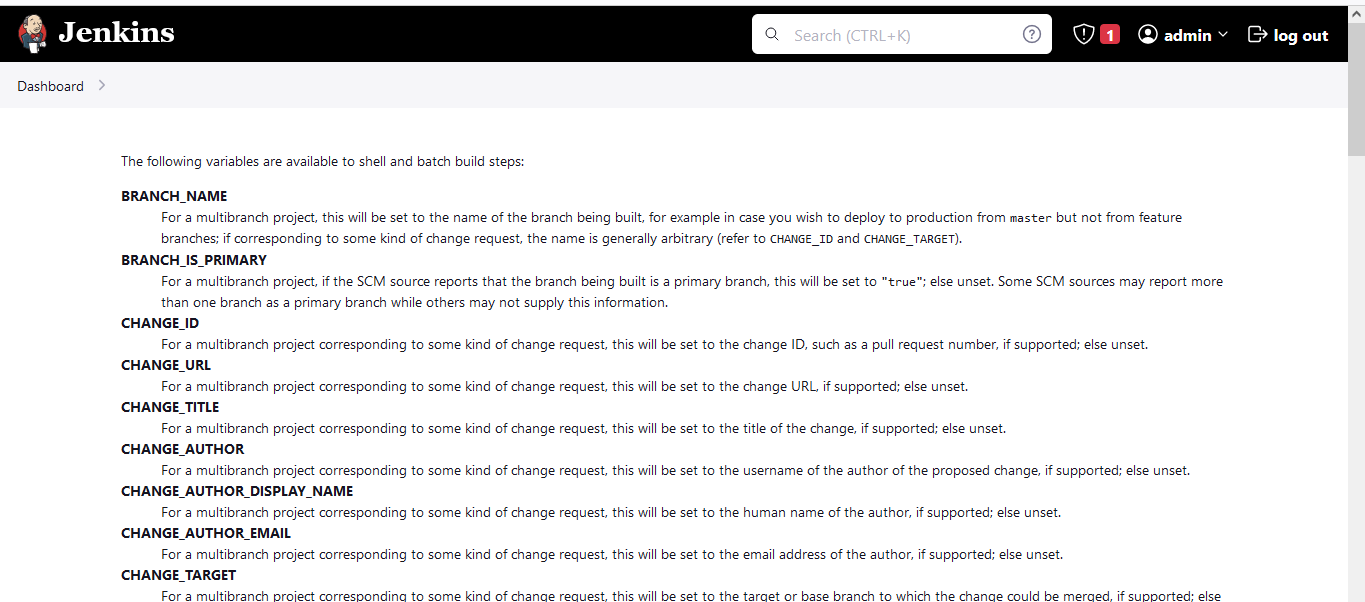 Jenkins
Search (CTRL+K)
1
admin
log out
Dashboard
The following variables are available to shell and batch build steps:
BRANCH_NAME
For a multibranch project, this will be set to the name of the branch being built, for example in case you wish to deploy to production from master but not from feature
branches; if corresponding to some kind of change request, the name is generally arbitrary (refer to CHANGE_ID and CHANGE_TARGET).
BRANCH_IS_PRIMARY
For a multibranch project, if the SCM source reports that the branch being built is a primary branch, this will be set to "true"; else unset. Some SCM sources may report more
than one branch as a primary branch while others may not supply this information.
CHANGE_ID
For a multibranch project corresponding to some kind of change request, this will be set to the change ID, such as a pull request number, if supported; else unset.
CHANGE_URL
For a multibranch project corresponding to some kind of change request, this will be set to the change URL, if supported; else unset.
CHANGE_TITLE
For a multibranch project corresponding to some kind of change request, this will be set to the title of the change, if supported; else unset.
CHANGE_AUTHOR
For a multibranch project corresponding to some kind of change request, this will be set to the username of the author of the proposed change, if supported; else unset.
CHANGE_AUTHOR_DISPLAY_NAME
For a multibranch project corresponding to some kind of change request, this will be set to the human name of the author, if supported; else unset.
CHANGE_AUTHOR_EMAIL
For a multibranch project corresponding to some kind of change request, this will be set to the email address of the author, if supported; else unset.
CHANGE_TARGET
For a multibranch project corresponding to some kind of change request, this will be set to the target or base branch to which the change could be merged, if supported; else